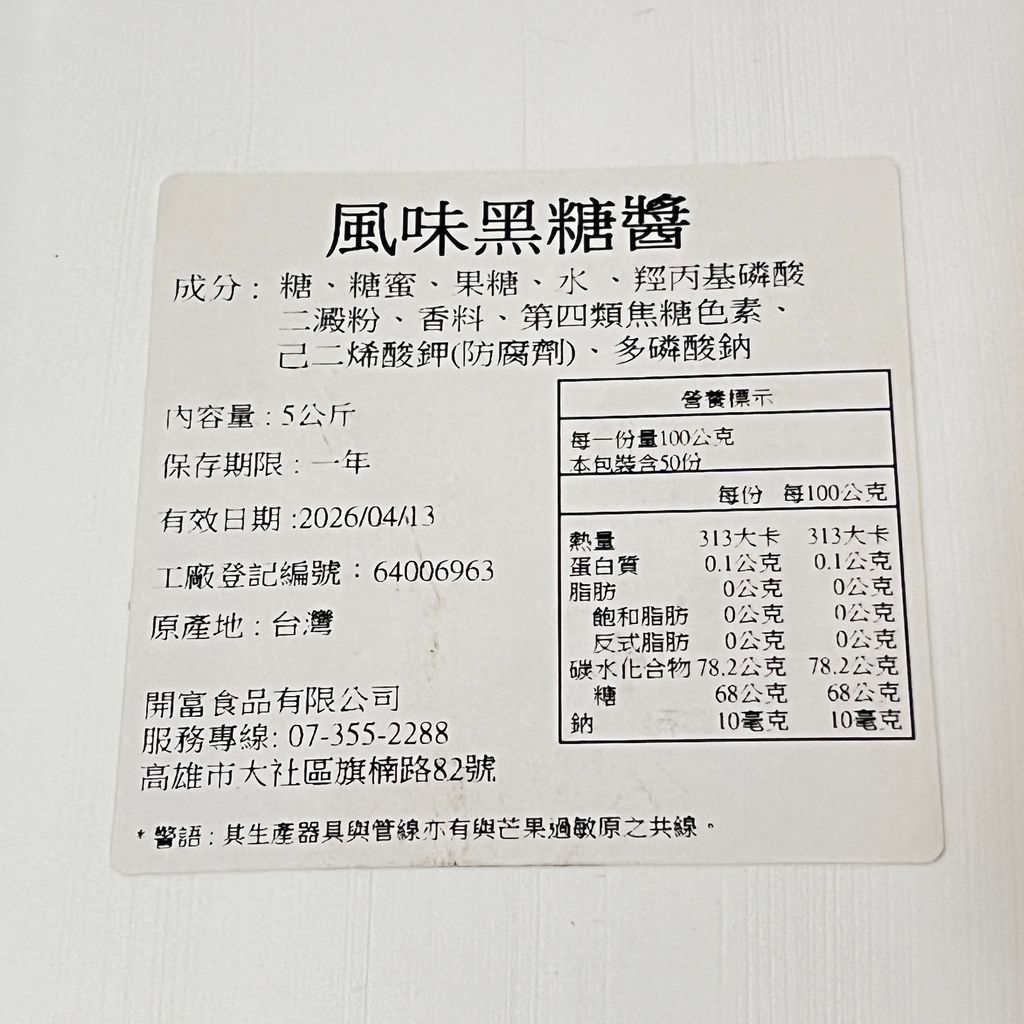 風味黑糖醬
成分：糖、糖蜜、果糖、水、羥丙基磷酸
二澱粉、香料、第四類焦糖色素、
己二烯酸鉀(防腐劑)、多磷酸鈉
內容量：5公斤
保存期限：一年
有效日期:2026/04/13
工廠登記編號：64006963
原產地：台灣
開富食品有限公司
服務專線: 07-355-2288
高雄市大社區旗楠路82號
營養標示
每一份量100公克
本包裝含50份
每份 每100公克
熱量 313大卡 313大卡
蛋白質 0.1公克 0.1公克
脂肪 0公克 0公克
飽和脂肪 0公克 0公克
反式脂肪 0公克 0公克
碳水化合物 78.2公克 78.2公克
糖 68公克 68公克
鈉 10毫克 10毫克
* 警語：其生產器具與管線亦有與芒果過敏原之共線。